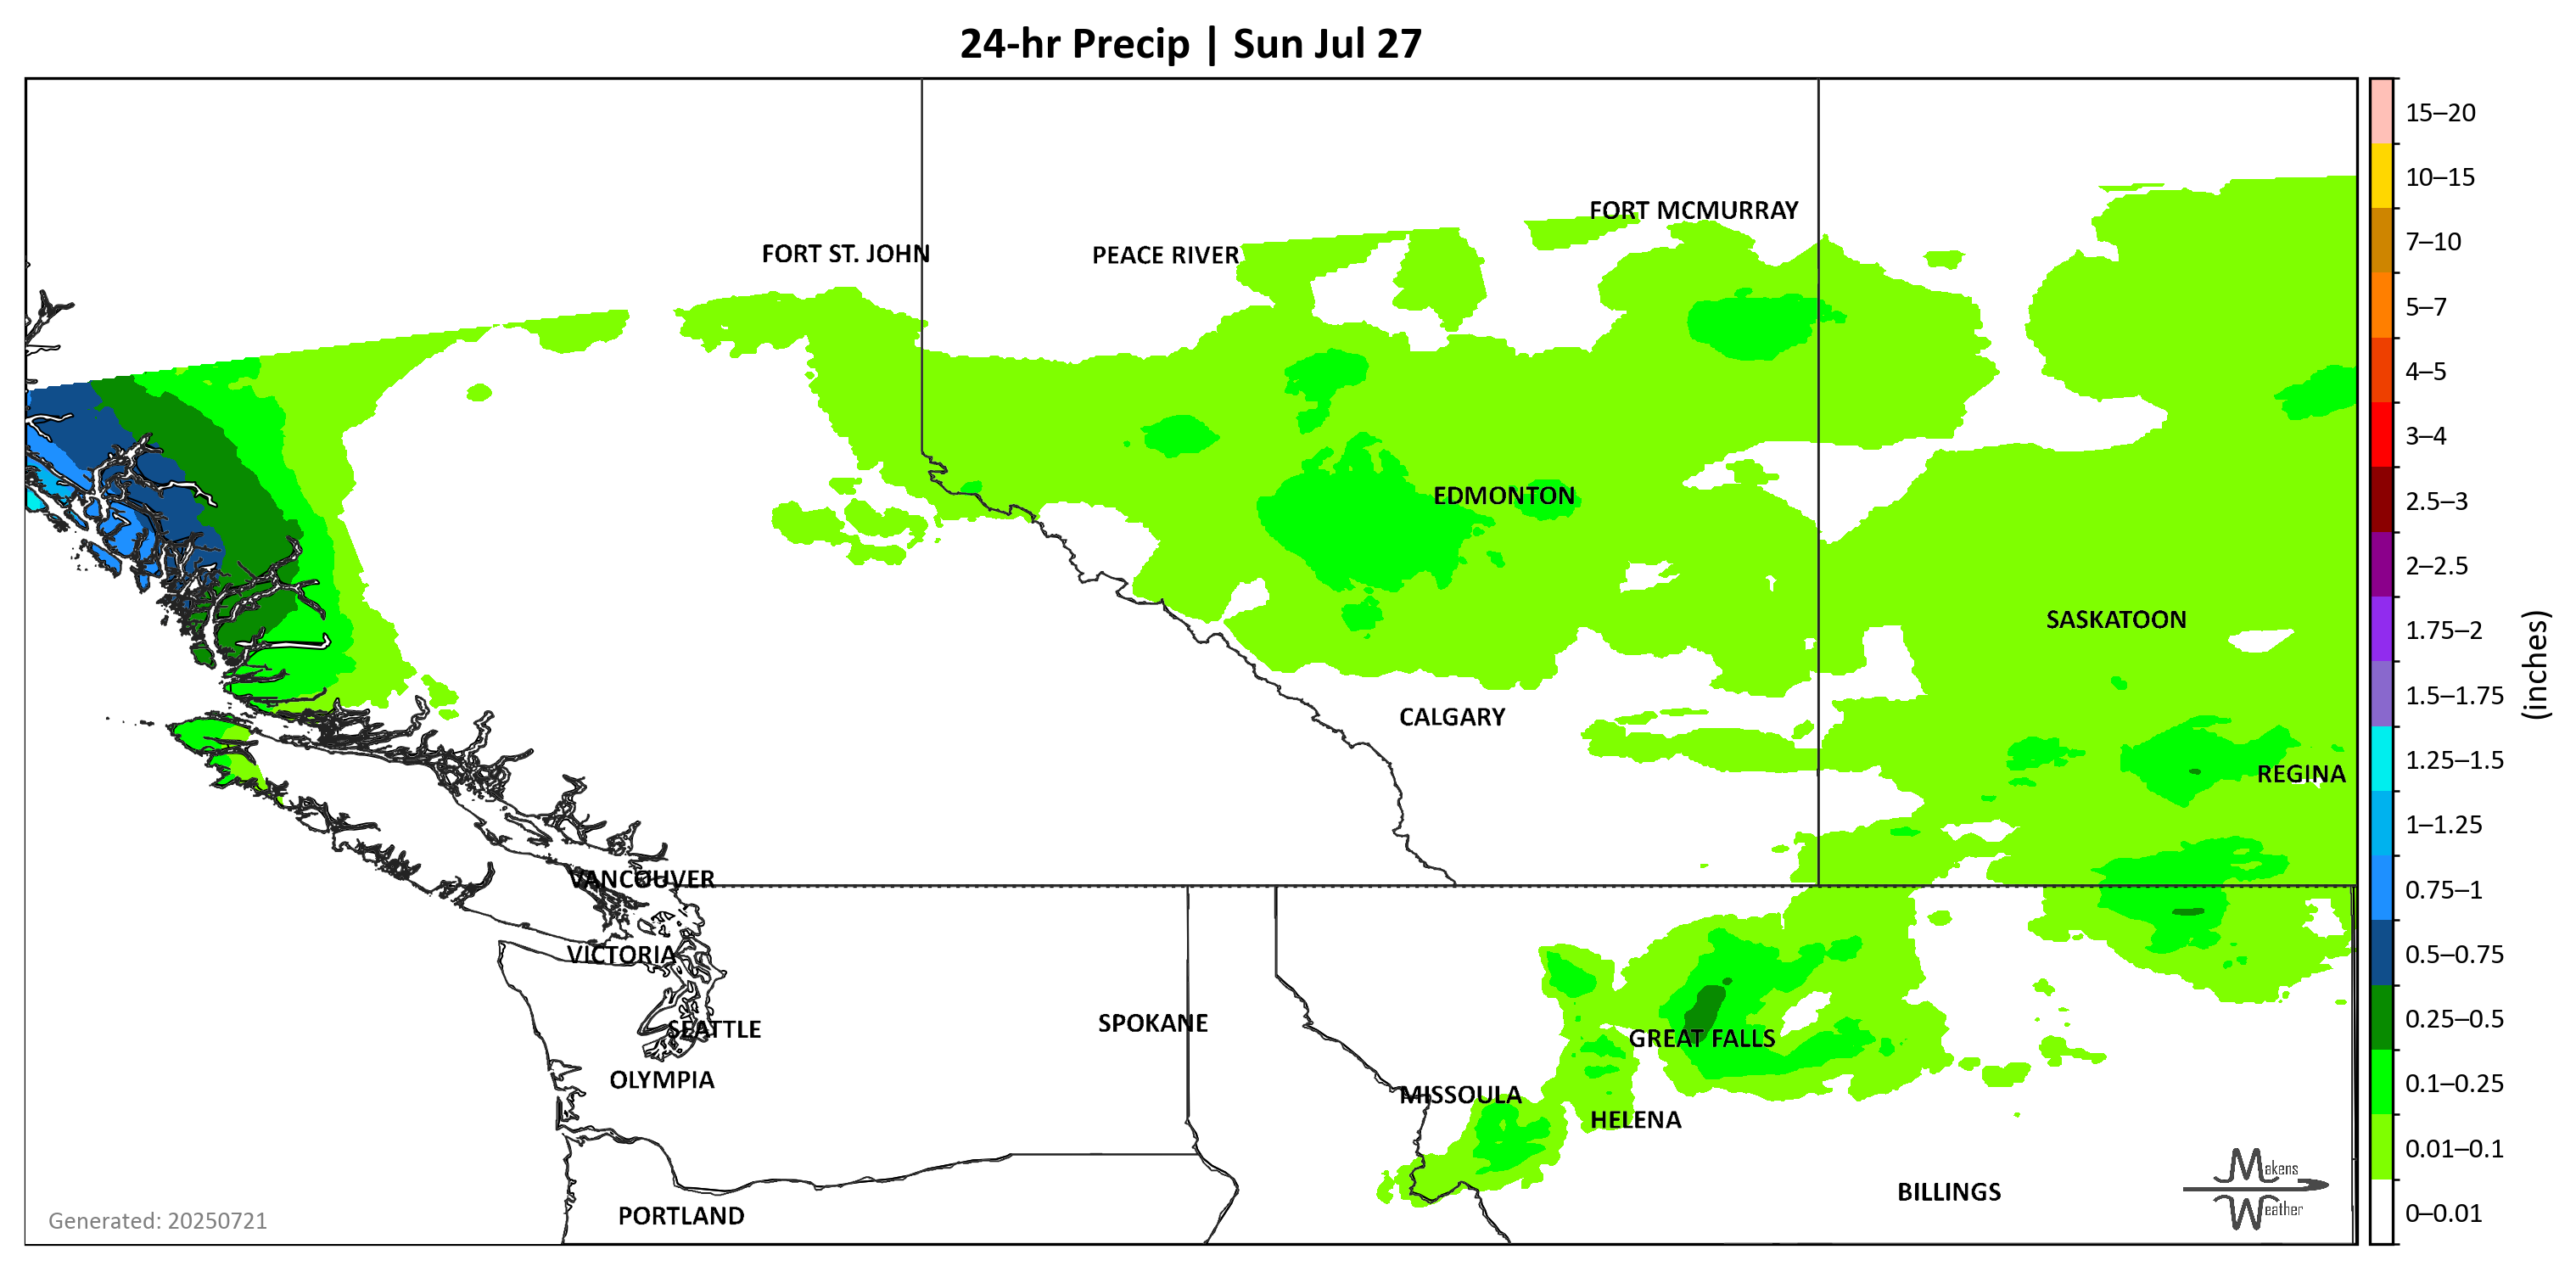 24-hr Precip | Sun Jul 27
15–20
10–15
7–10
5–7
4–5
3–4
2.5–3
2–2.5
1.75–2
1.5–1.75
1.25–1.5
1–1.25
0.75–1
0.5–0.75
0.25–0.5
0.1–0.25
0.01–0.1
0–0.01
(inches)
FORT MCMURRAY
FORT ST. JOHN
PEACE RIVER
EDMONTON
SASKATOON
CALGARY
REGINA
VANCOUVER
VICTORIA
SPOKANE
SEATTLE
GREAT FALLS
OLYMPIA
MISSOULA
HELENA
BILLINGS
PORTLAND
Makens
Weather
Generated: 20250721